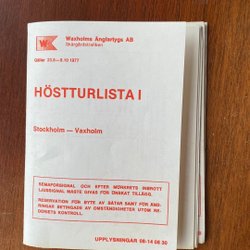 Waxholms Ångfartygs AB
Skärgårdstrafiken
Gäller 22.8—9.10 1977
HÖSTTURLISTA I
Stockholm — Vaxholm
SEMAFORSIGNAL OCH EFTER MÖRKRETS INBROTT
LJUSSIGNAL MÅSTE GIVAS FÖR ÖNSKAT TILLÄGG.
RESERVATION FÖR BYTE AV BÅTAR SAMT FÖR ÄND-
RINGAR BETINGADE AV OMSTÄNDIGHETER UTOM RE-
DERIETS KONTROLL.
UPPLYSNINGAR 08-14 08 30